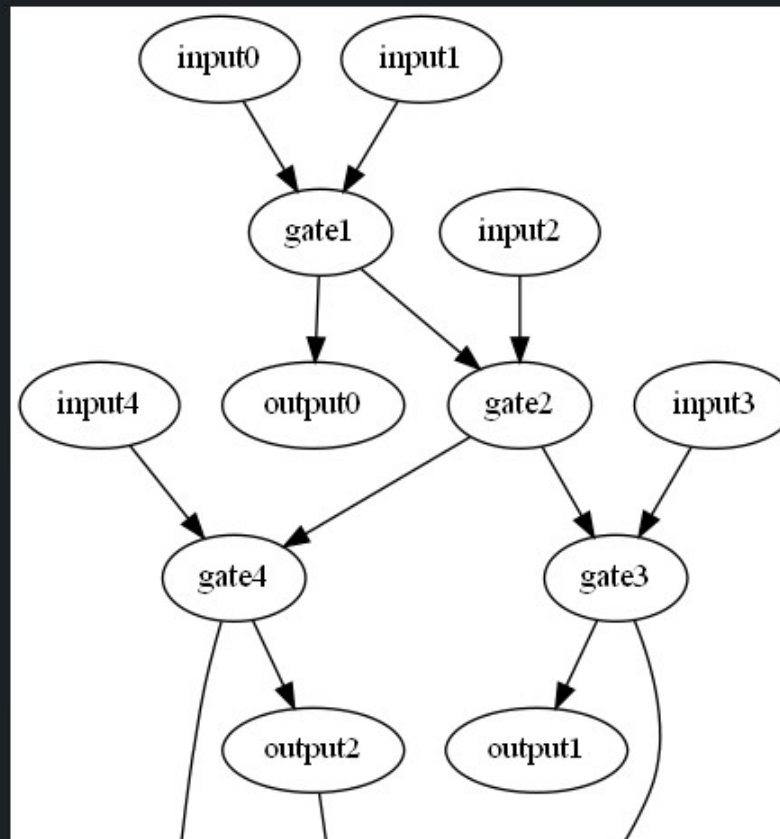 input0
input1
gate1
input2
input4
output0
gate2
input3
gate4
gate3
output2
output1